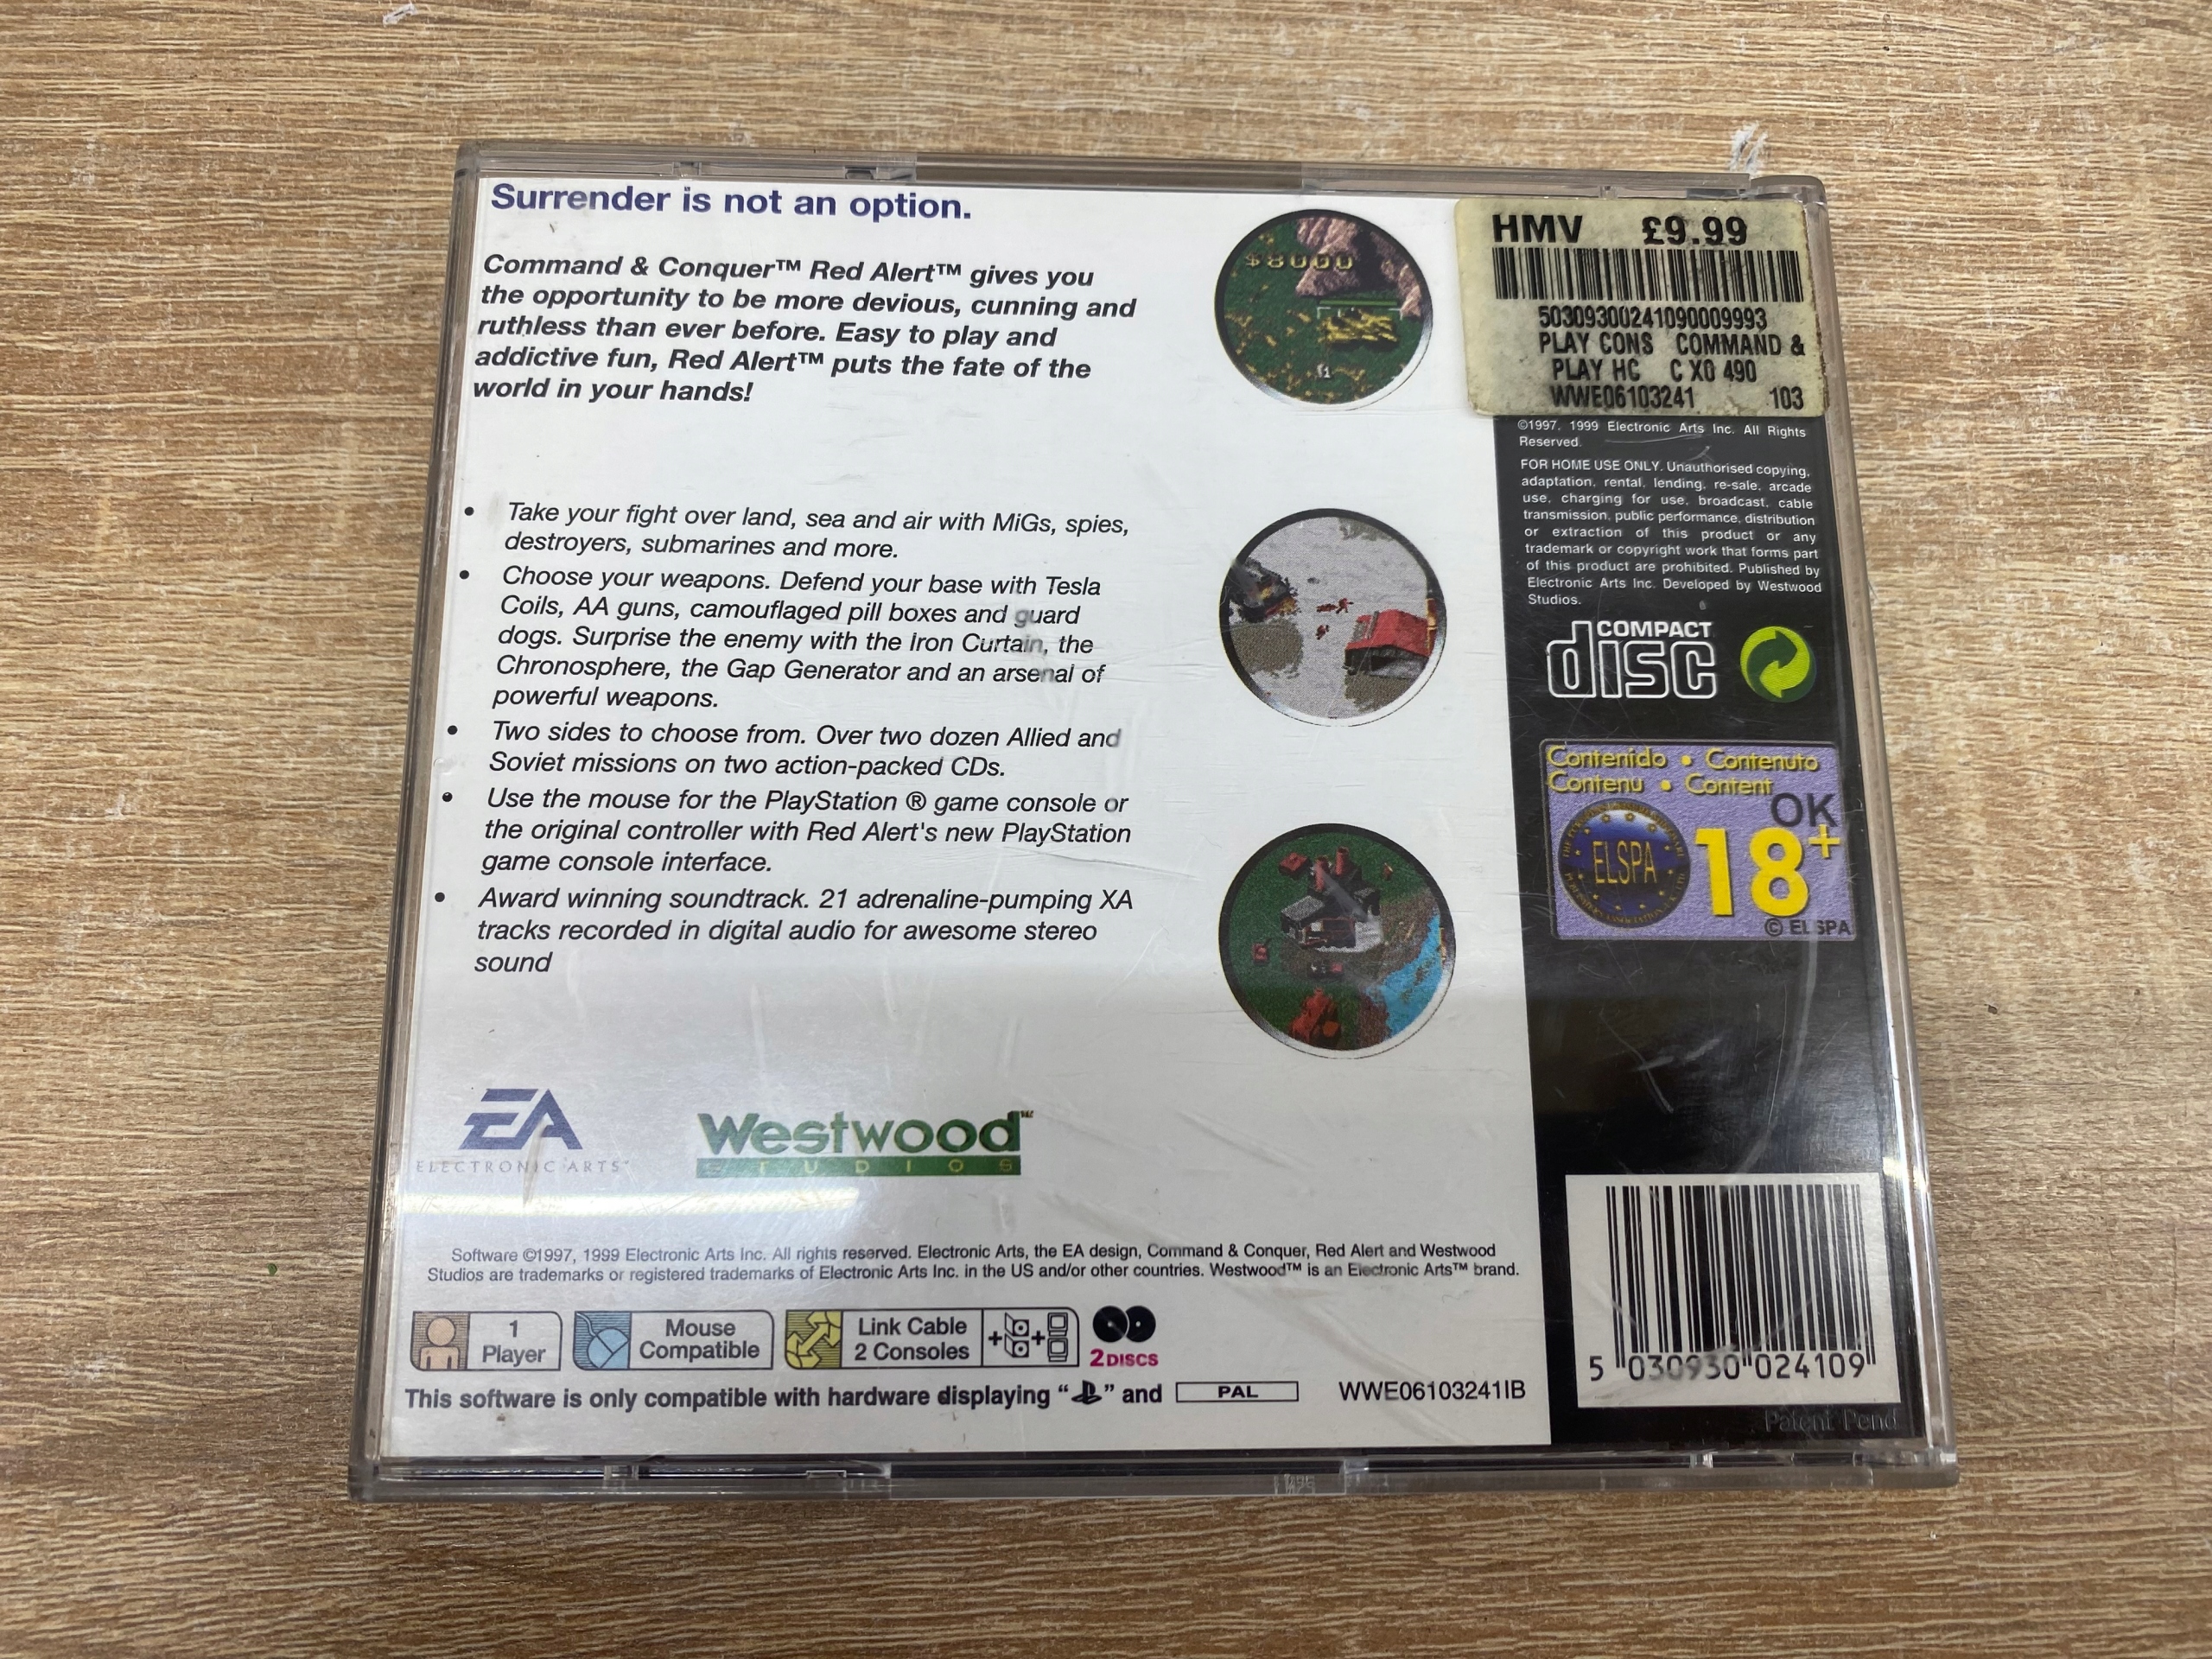 Surrender is not an option.
Command & Conquer™ Red Alert™ gives you
the opportunity to be more devious, cunning and
ruthless than ever before. Easy to play and
addictive fun, Red Alert™ puts the fate of the
world in your hands!
• Take your fight over land, sea and air with MiGs, spies,
destroyers, submarines and more.
• Choose your weapons. Defend your base with Tesla
Coils, AA guns, camouflaged pill boxes and guard
dogs. Surprise the enemy with the Iron Curtain, the
Chronosphere, the Gap Generator and an arsenal of
powerful weapons.
• Two sides to choose from. Over two dozen Allied and
Soviet missions on two action-packed CDs.
• Use the mouse for the PlayStation ® game console or
the original controller with Red Alert's new PlayStation
game console interface.
• Award winning soundtrack. 21 adrenaline-pumping XA
tracks recorded in digital audio for awesome stereo
sound
$8000
HMV £9.99
50309300241090009993
PLAY CONS COMMAND &
PLAY HC C X0 490
WWE06103241 103
©1997, 1999 Electronic Arts Inc. All Rights
Reserved.
FOR HOME USE ONLY. Unauthorised copying,
adaptation, rental, lending, re-sale, arcade
use, charging for use, broadcast, cable
transmission, public performance, distribution
or extraction of this product or any
trademark or copyright work that forms part
of this product are prohibited. Published by
Electronic Arts Inc. Developed by Westwood
Studios.
COMPACT
disc
Contenido • Contenuto
Contenu • Content
OK
ELSPA
18+
© ELSPA
EA
ELECTRONIC ARTS™
Westwood™
STUDIOS
Software ©1997, 1999 Electronic Arts Inc. All rights reserved. Electronic Arts, the EA design, Command & Conquer, Red Alert and Westwood
Studios are trademarks or registered trademarks of Electronic Arts Inc. in the US and/or other countries. Westwood™ is an Electronic Arts™ brand.
1
Player
Mouse
Compatible
Link Cable
2 Consoles
2 DISCS
This software is only compatible with hardware displaying “ ” and PAL WWE06103241IB
5 030930 024109
Patent Pend